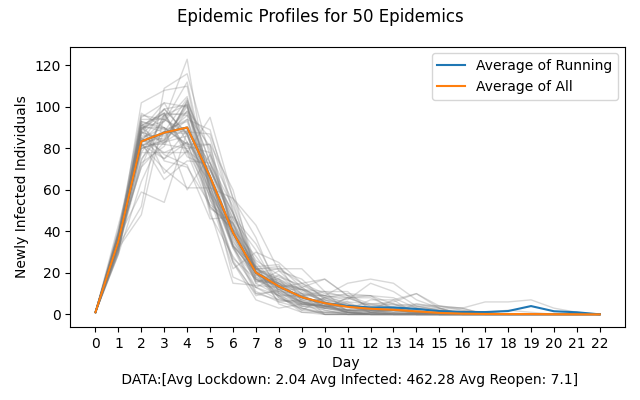 Epidemic Profiles for 50 Epidemics
Newly Infected Individuals
120
100
80
60
40
20
0
Average of Running
Average of All
0 1 2 3 4 5 6 7 8 9 10 11 12 13 14 15 16 17 18 19 20 21 22
Day
DATA:[Avg Lockdown: 2.04 Avg Infected: 462.28 Avg Reopen: 7.1]